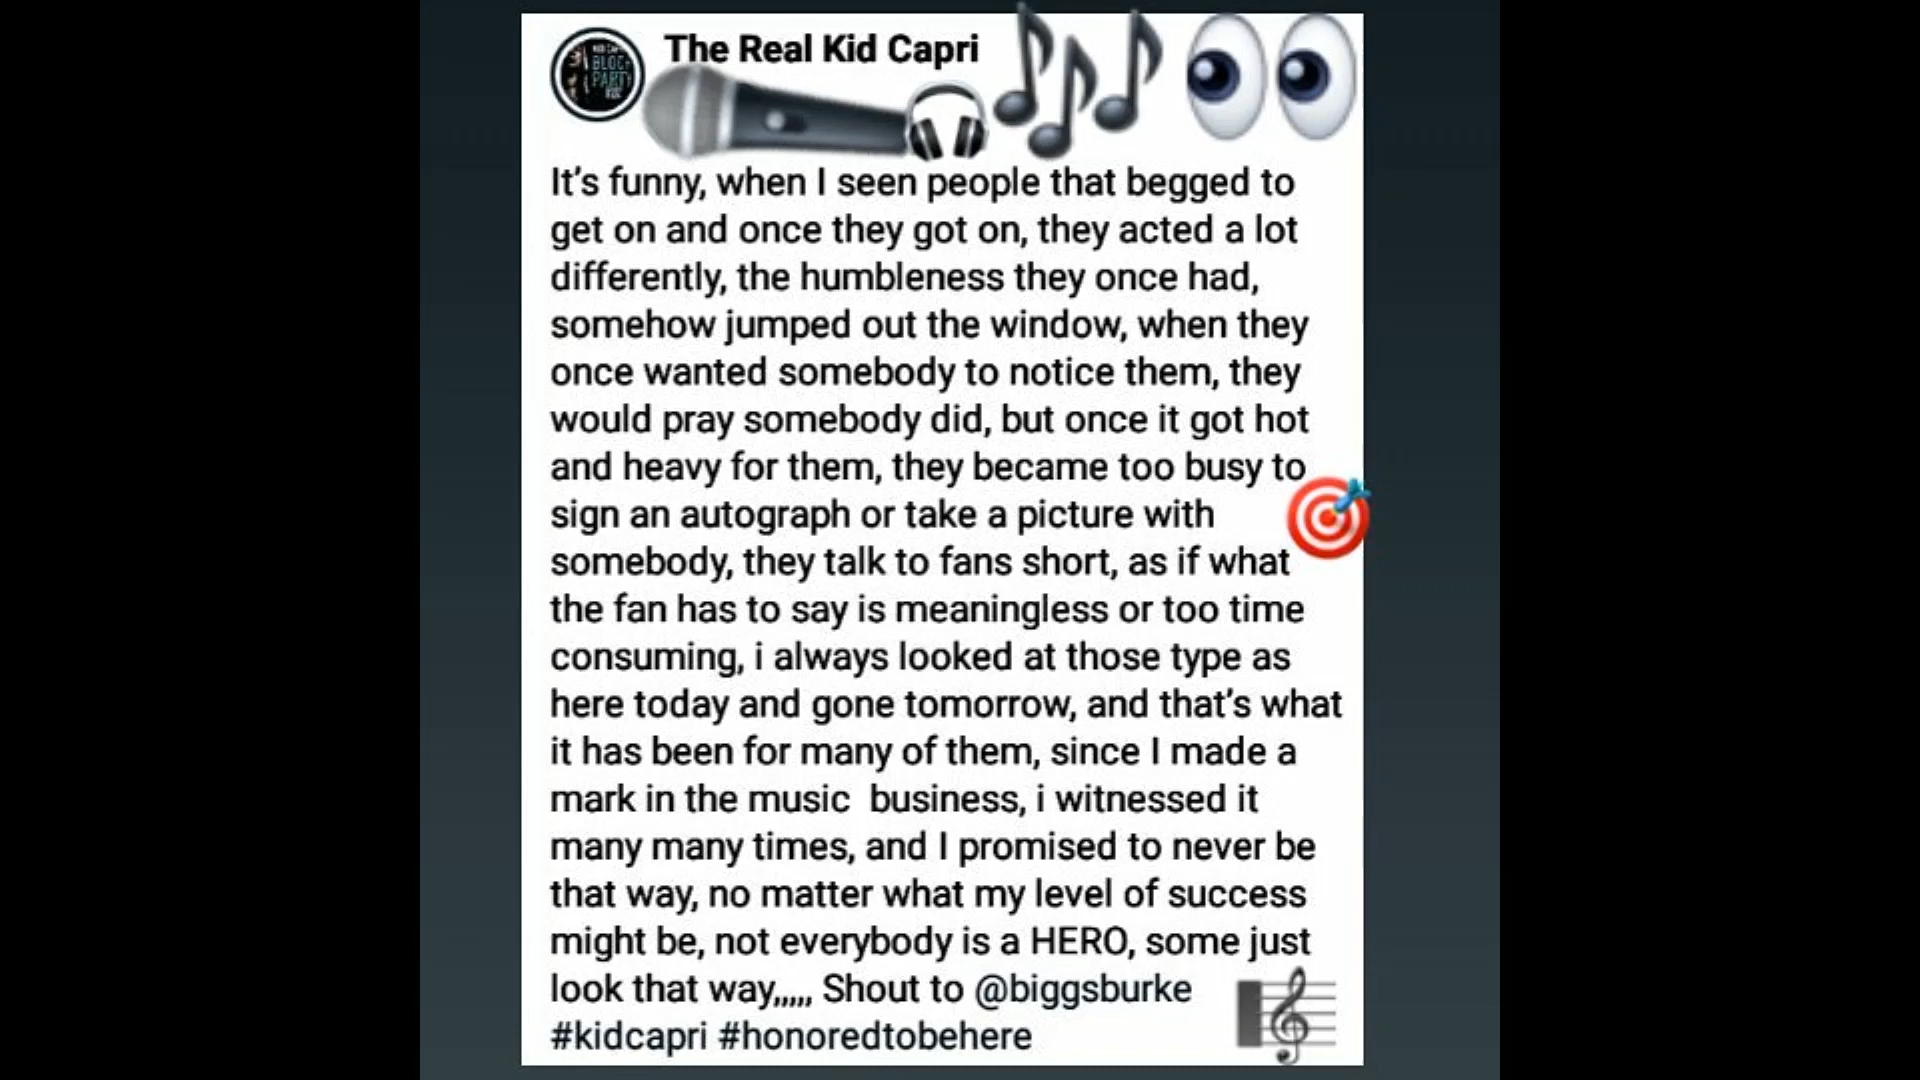 The Real Kid Capri
BLOCK
PARTY
It’s funny, when I seen people that begged to
get on and once they got on, they acted a lot
differently, the humbleness they once had,
somehow jumped out the window, when they
once wanted somebody to notice them, they
would pray somebody did, but once it got hot
and heavy for them, they became too busy to
sign an autograph or take a picture with
somebody, they talk to fans short, as if what
the fan has to say is meaningless or too time
consuming, i always looked at those type as
here today and gone tomorrow, and that’s what
it has been for many of them, since I made a
mark in the music  business, i witnessed it
many many times, and I promised to never be
that way, no matter what my level of success
might be, not everybody is a HERO, some just
look that way,,,,, Shout to @biggsburke
#kidcapri #honoredtobehere